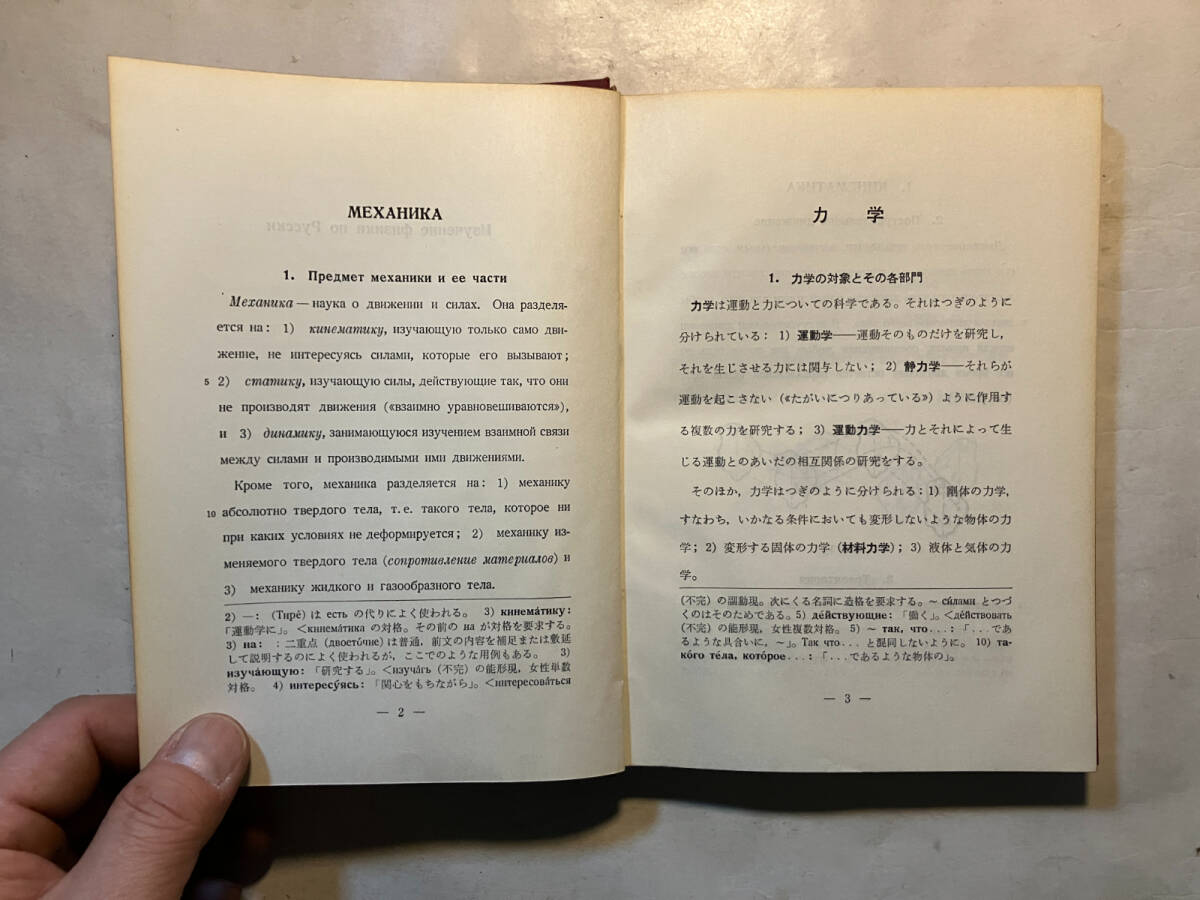 МЕХАНИКА
1. Предмет механики и ее части
Механика — наука о движении и силах. Она разделя-
ется на: 1) кинематику, изучающую только само дви-
жение, не интересуясь силами, которые его вызывают;
5 2) статику, изучающую силы, действующие так, что они
не производят движения («взаимно уравновешиваются»),
и 3) динамику, занимающуюся изучением взаимной связи
между силами и производимыми ими движениями.
Кроме того, механика разделяется на: 1) механику
10 абсолютно твердого тела, т. е. такого тела, которое ни
при каких условиях не деформируется; 2) механику из-
меняемого твердого тела (сопротивление материалов) и
3) механику жидкого и газообразного тела.
2) —: (Тире́) は есть の代りによく使われる。 3) кинема́тику:
「運動学に」。<кинема́тика の対格。その前の на が対格を要求する。
3) на: : 二重点 (двоето́чие) は普通,前文の内容を補足または敷延
して説明するのによく使われるが,ここでのような用例もある。 3)
изуча́ющую: 「研究する」。<изуча́ть (不完) の能形現,女性単数
対格。 4) интересу́ясь: 「関心をもちながら」。<интересова́ться
— 2 —
力 学
1. 力学の対象とその各部門
力学は運動と力についての科学である。それはつぎのように
分けられている: 1) 運動学——運動そのものだけを研究し,
それを生じさせる力には関与しない; 2) 静力学——それらが
運動を起こさない («たがいにつりあっている») ように作用す
る複数の力を研究する; 3) 運動力学——力とそれによって生
じる運動とのあいだの相互関係の研究をする。
そのほか,力学はつぎのように分けられる: 1) 剛体の力学,
すなわち,いかなる条件においても変形しないような物体の力
学; 2) 変形する固体の力学 (材料力学); 3) 液体と気体の力
学。
(不完) の副動現。次にくる名詞に造格を要求する。~ си́лами とつづ
くのはそのためである。 5) де́йствующие: 「働く」。<де́йствовать
(不完) の能形現,女性複数対格。 5) ~ так, что...: 「...であ
るような具合いに,~」。Так что... と混同しないように。 10) та-
ко́го те́ла, кото́рое...: 「...であるような物体の」。
— 3 —